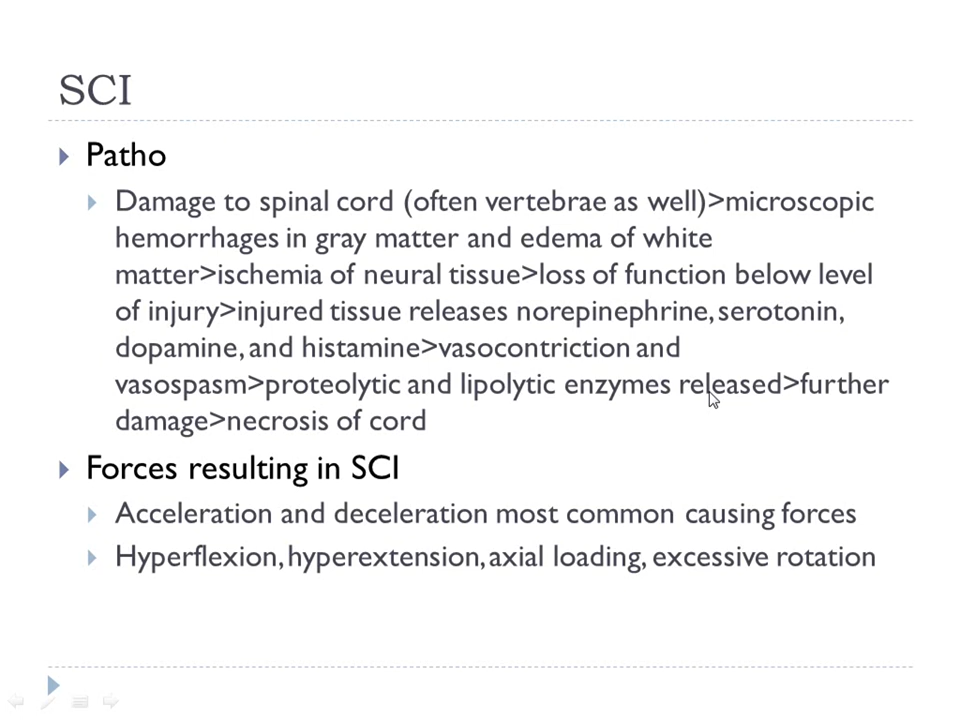 SCI
Patho
Damage to spinal cord (often vertebrae as well)>microscopic
hemorrhages in gray matter and edema of white
matter>ischemia of neural tissue>loss of function below level
of injury>injured tissue releases norepinephrine, serotonin,
dopamine, and histamine>vasocontriction and
vasospasm>proteolytic and lipolytic enzymes released>further
damage>necrosis of cord
Forces resulting in SCI
Acceleration and deceleration most common causing forces
Hyperflexion, hyperextension, axial loading, excessive rotation